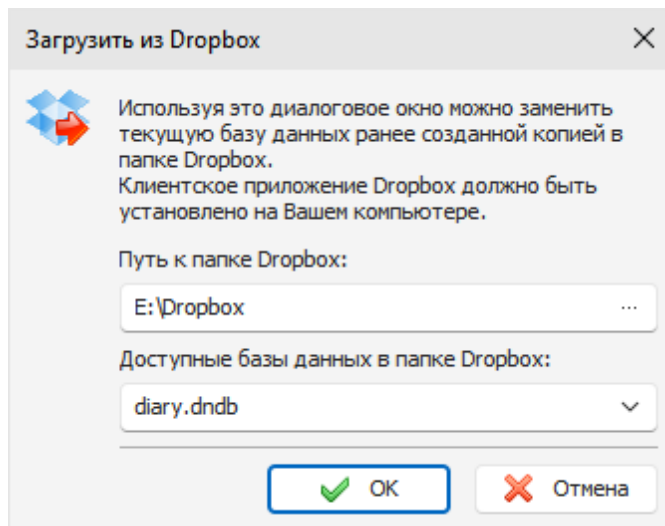 Загрузить из Dropbox
Используя это диалоговое окно можно заменить
текущую базу данных ранее созданной копией в
папке Dropbox.
Клиентское приложение Dropbox должно быть
установлено на Вашем компьютере.
Путь к папке Dropbox:
E:\Dropbox
...
Доступные базы данных в папке Dropbox:
diary.dndb
OK
Отмена